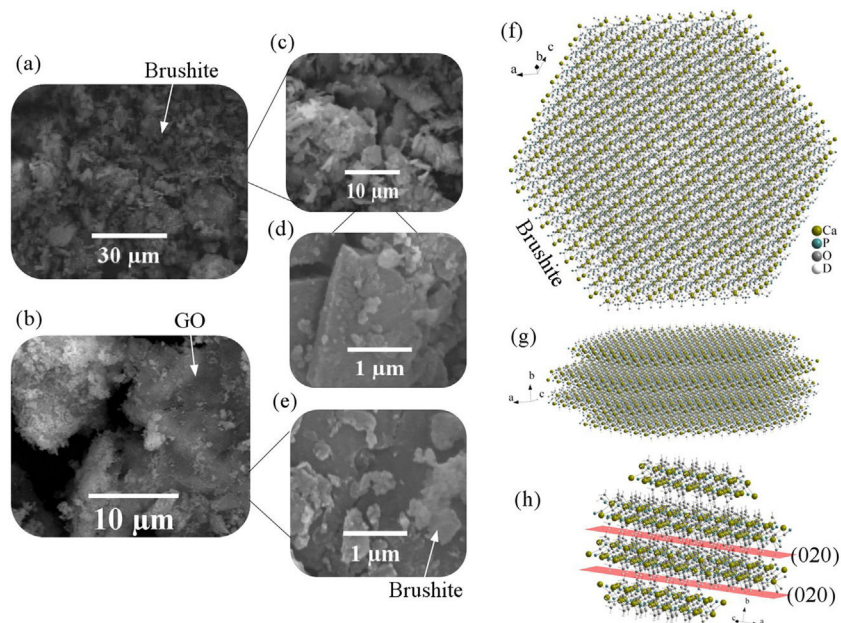 (a)
Brushite
30 µm
(b)
GO
10 µm
(c)
10 µm
(d)
1 µm
(e)
1 µm
Brushite
(f)
a b c
Brushite
Ca
P
O
D
(g)
b
a c
(h)
(020)
(020)
b
c a